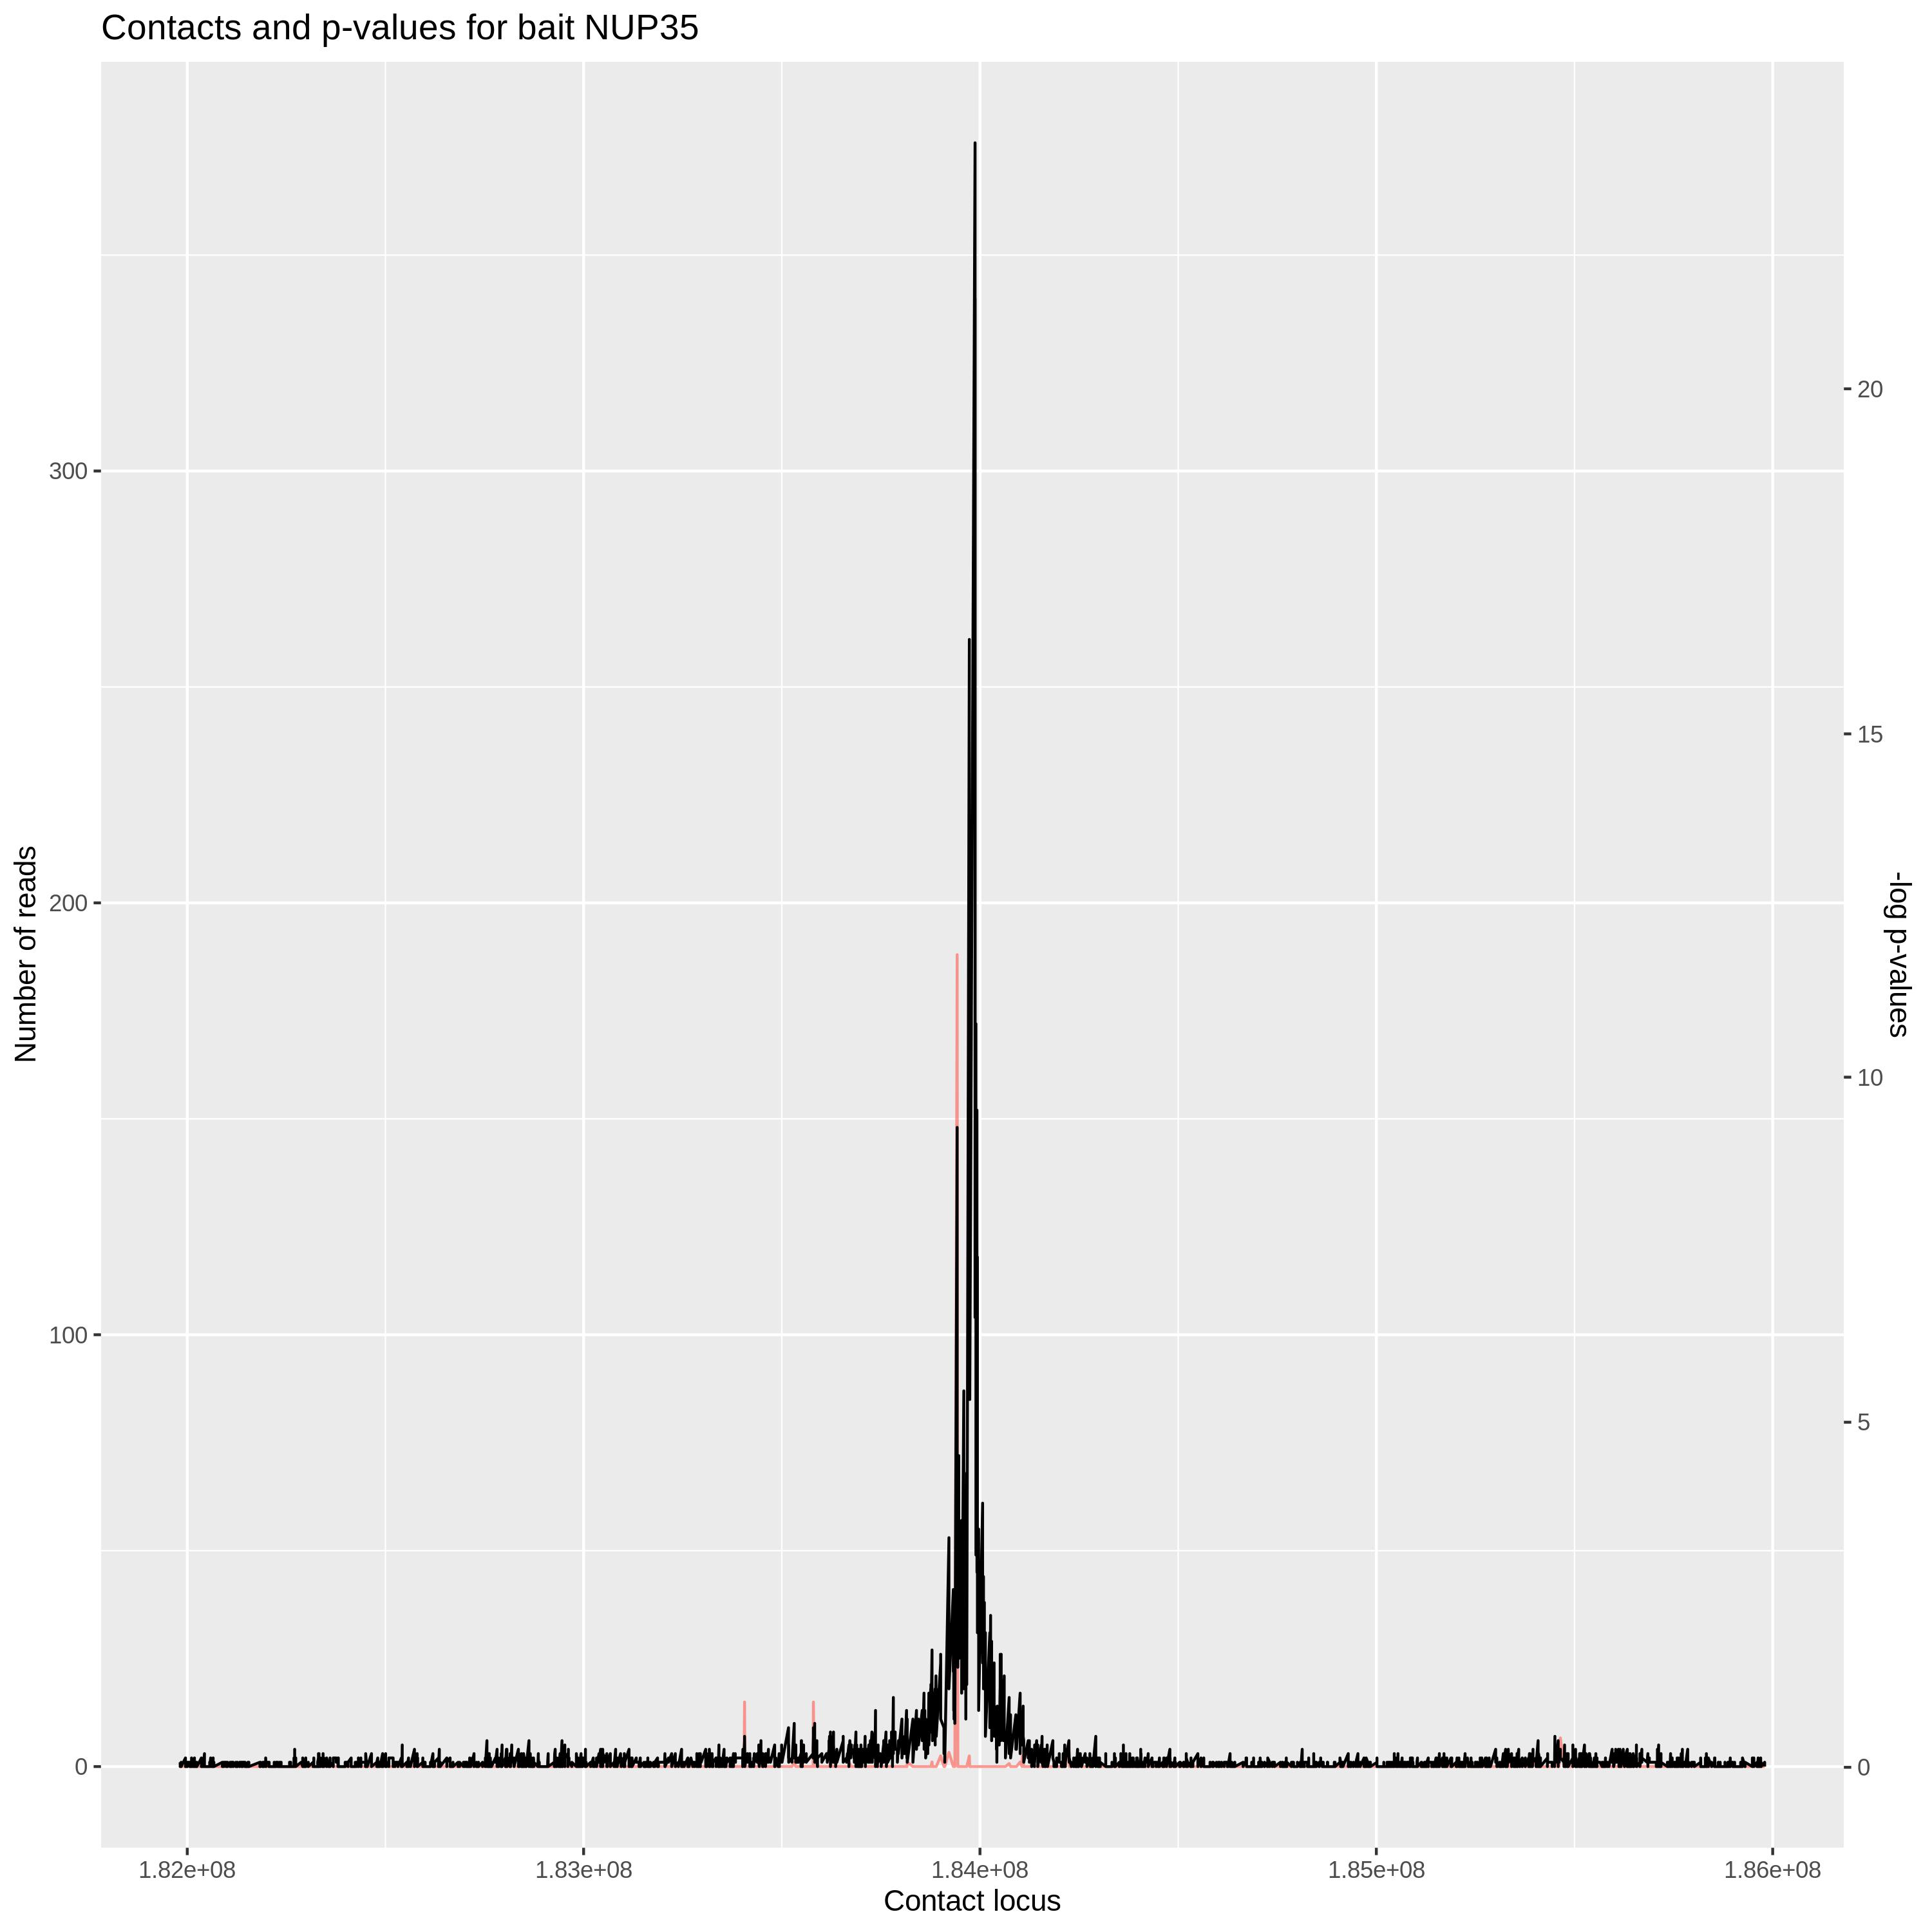 Contacts and p-values for bait NUP35
Number of reads
300
200
100
0
20
15
10
5
0
-log p-values
1.82e+08 1.83e+08 1.84e+08 1.85e+08 1.86e+08
Contact locus